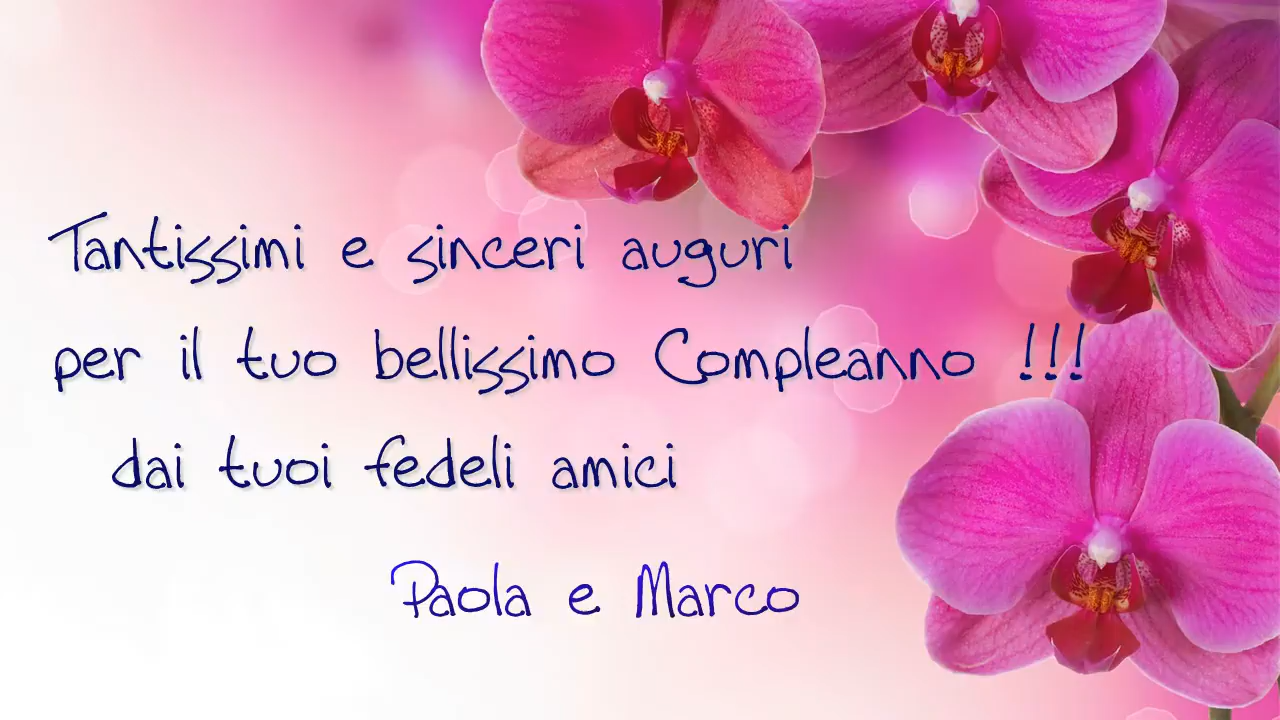 Tantissimi e sinceri auguri
per il tuo bellissimo Compleanno !!!
dai tuoi fedeli amici
Paola e Marco